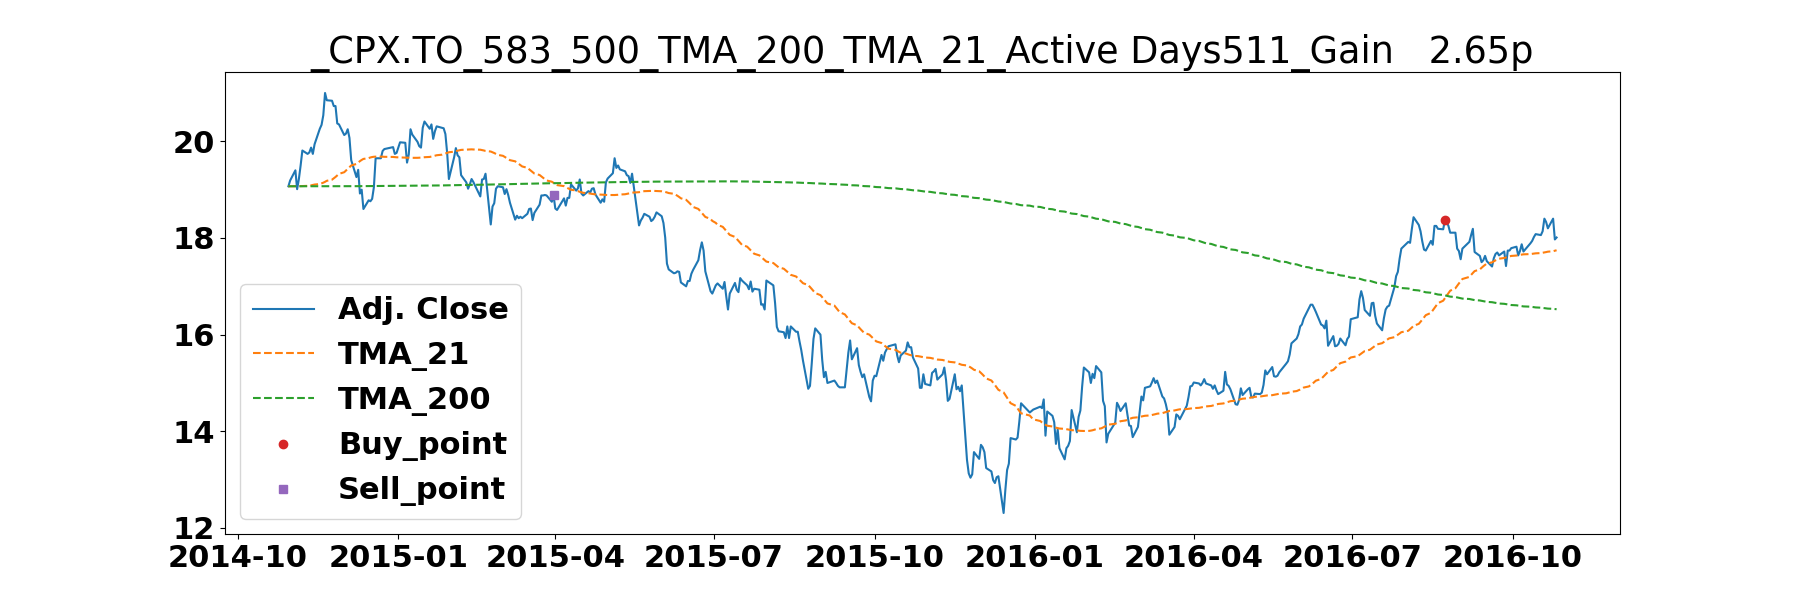 _CPX.TO_583_500_TMA_200_TMA_21_Active Days511_Gain   2.65p
20
18
16
14
12
Adj. Close
TMA_21
TMA_200
Buy_point
Sell_point
2014-10 2015-01 2015-04 2015-07 2015-10 2016-01 2016-04 2016-07 2016-10